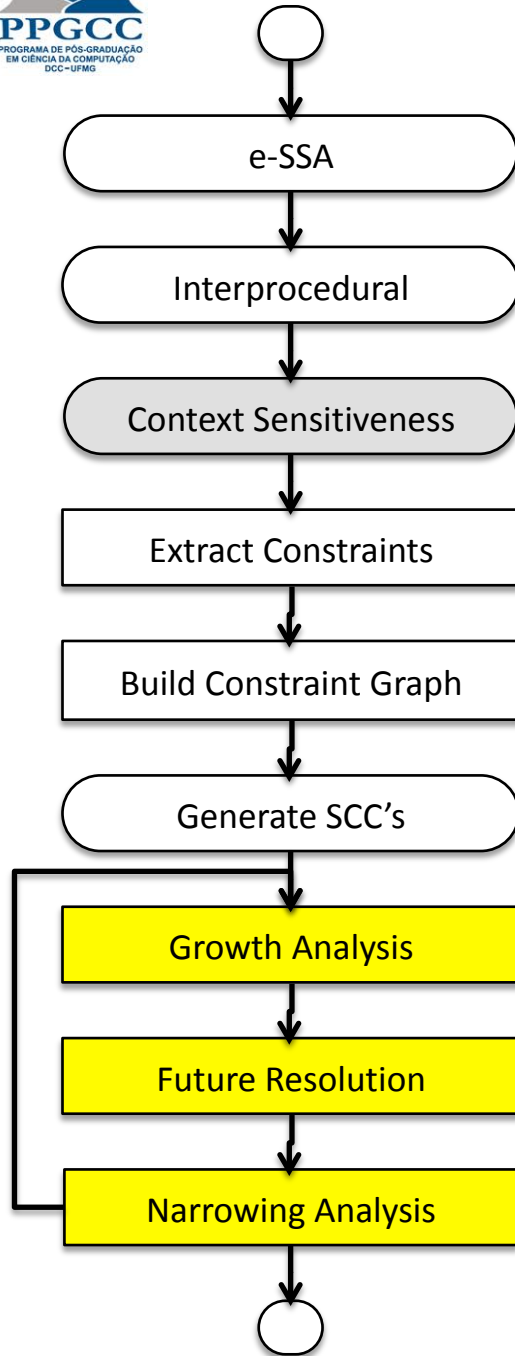 PPGCC
PROGRAMA DE PÓS-GRADUAÇÃO
EM CIÊNCIA DA COMPUTAÇÃO
DCC-UFMG
e-SSA
Interprocedural
Context Sensitiveness
Extract Constraints
Build Constraint Graph
Generate SCC's
Growth Analysis
Future Resolution
Narrowing Analysis